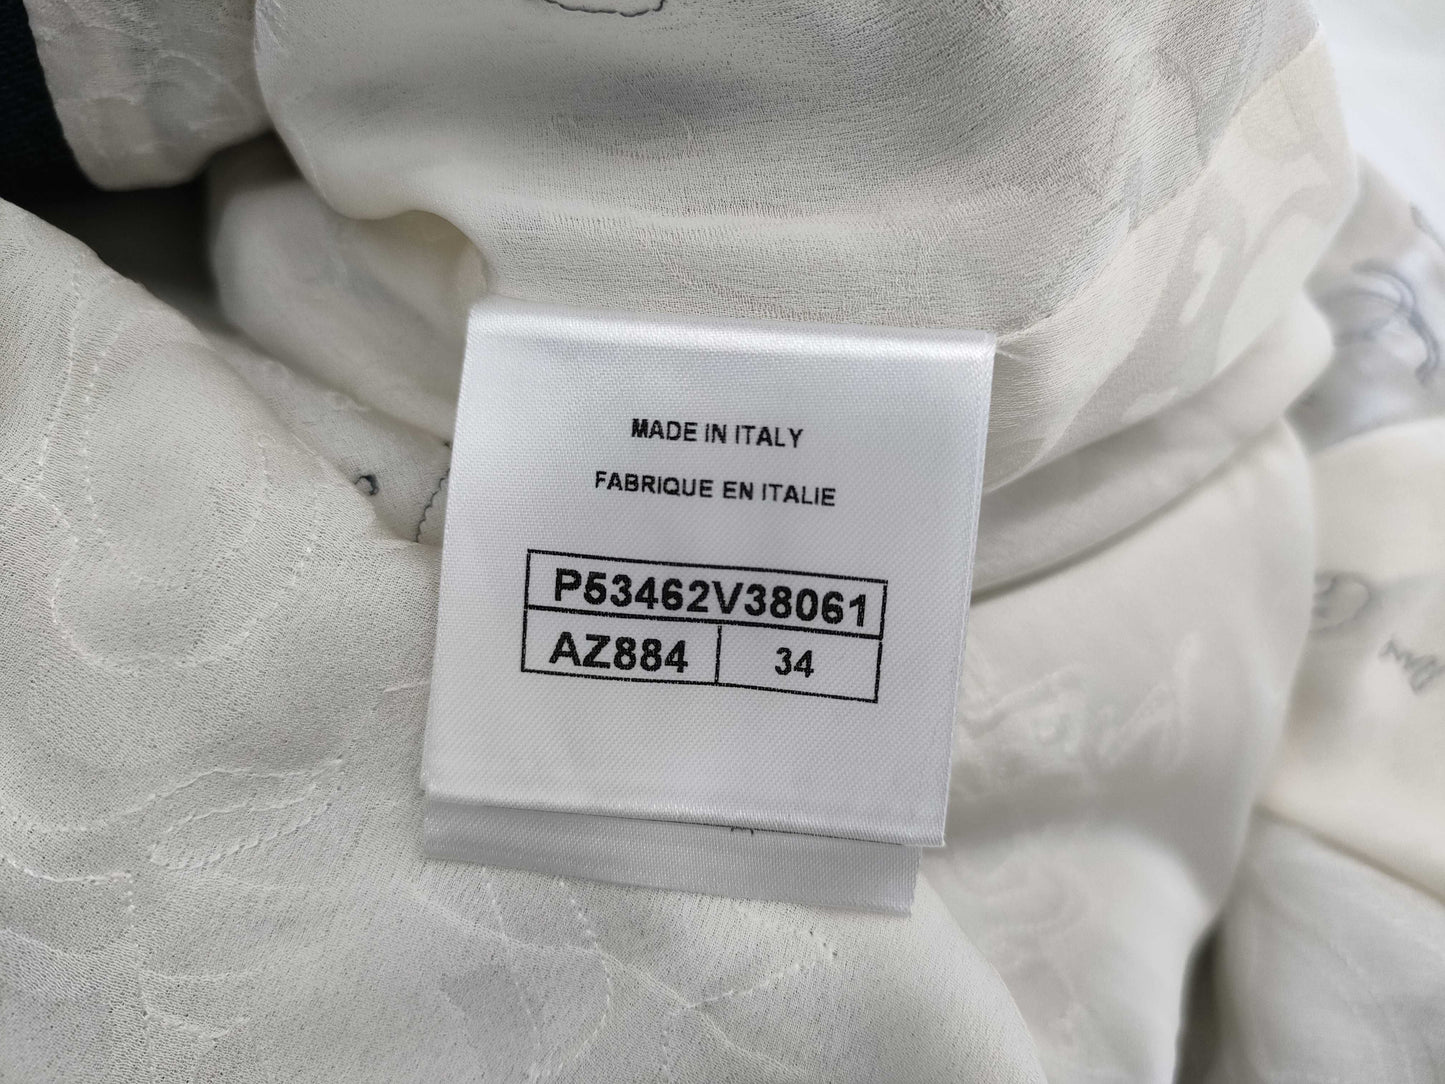 MADE IN ITALY
FABRIQUE EN ITALIE
P53462V38061
AZ884 34